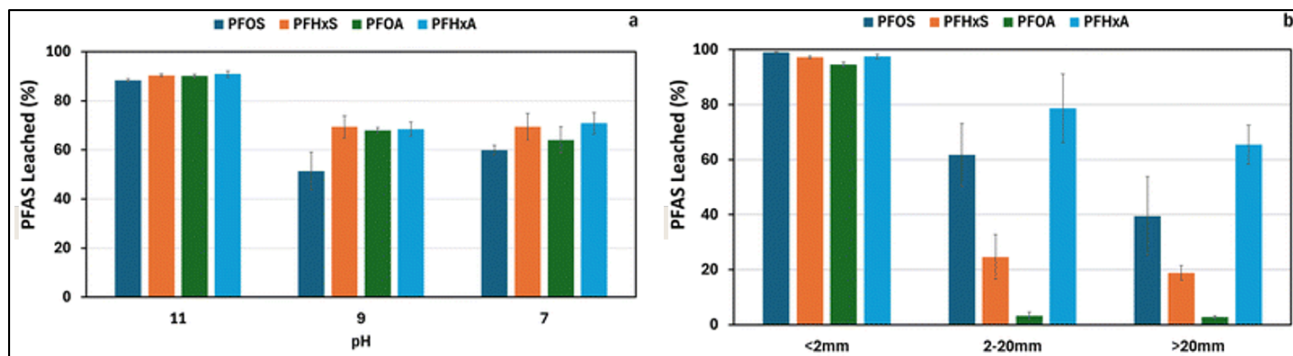 PFOS PFHxS PFOA PFHxA a
PFAS Leached (%)
100
80
60
40
20
0
11 9 7
pH
PFOS PFHxS PFOA PFHxA b
PFAS Leached (%)
100
80
60
40
20
0
<2mm 2-20mm >20mm